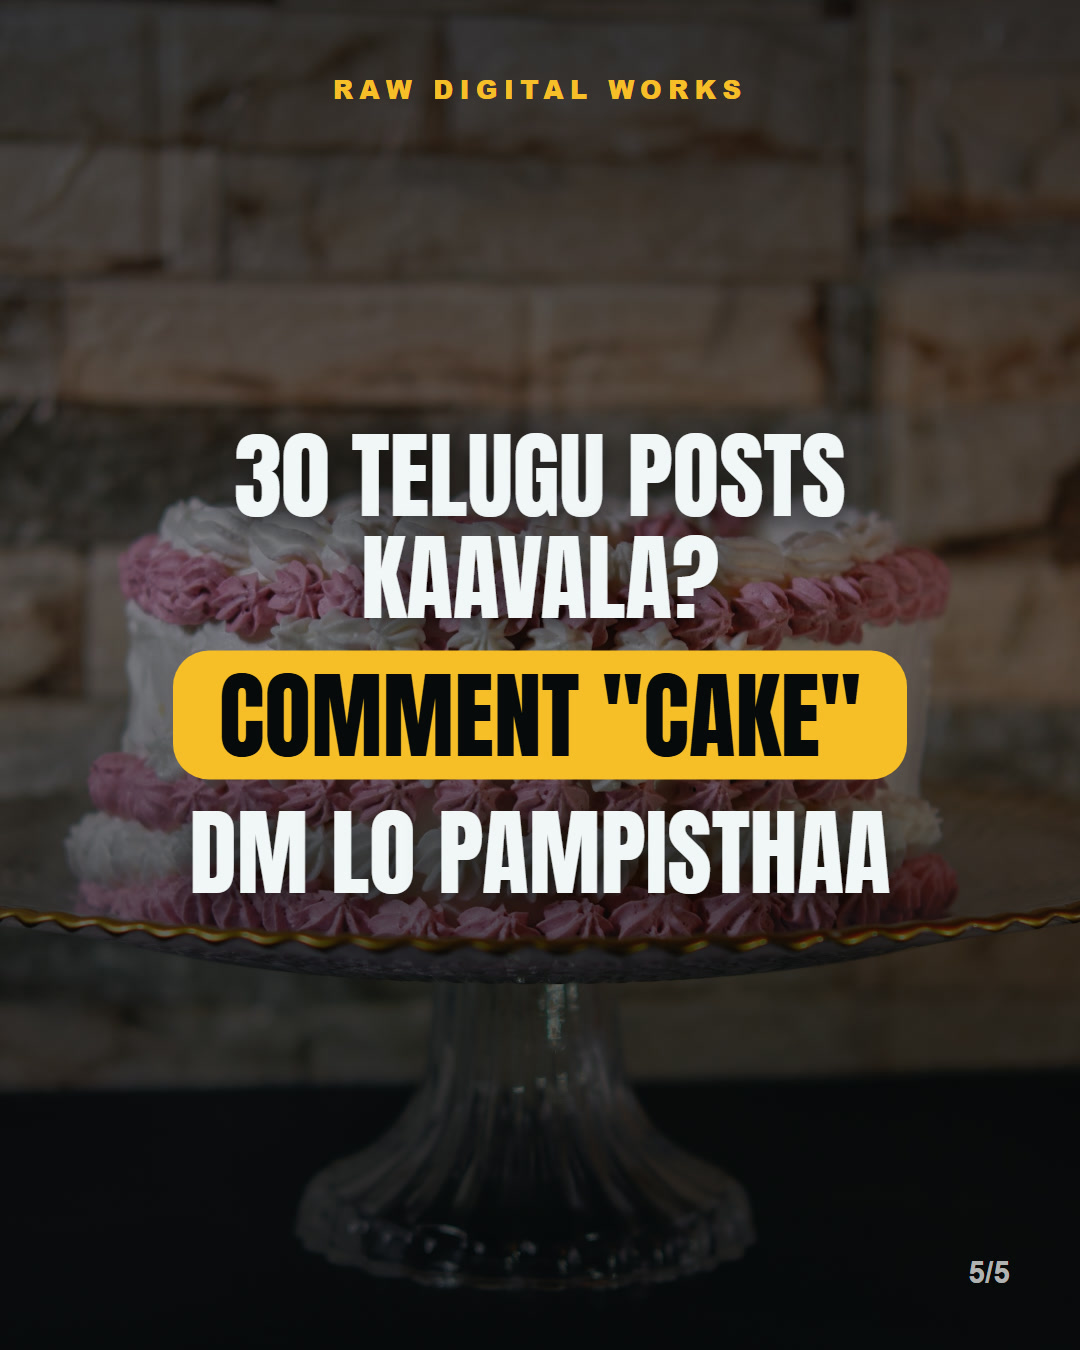 RAW DIGITAL WORKS
30 TELUGU POSTS
KAAVALA?
COMMENT "CAKE"
DM LO PAMPISTHAA
5/5